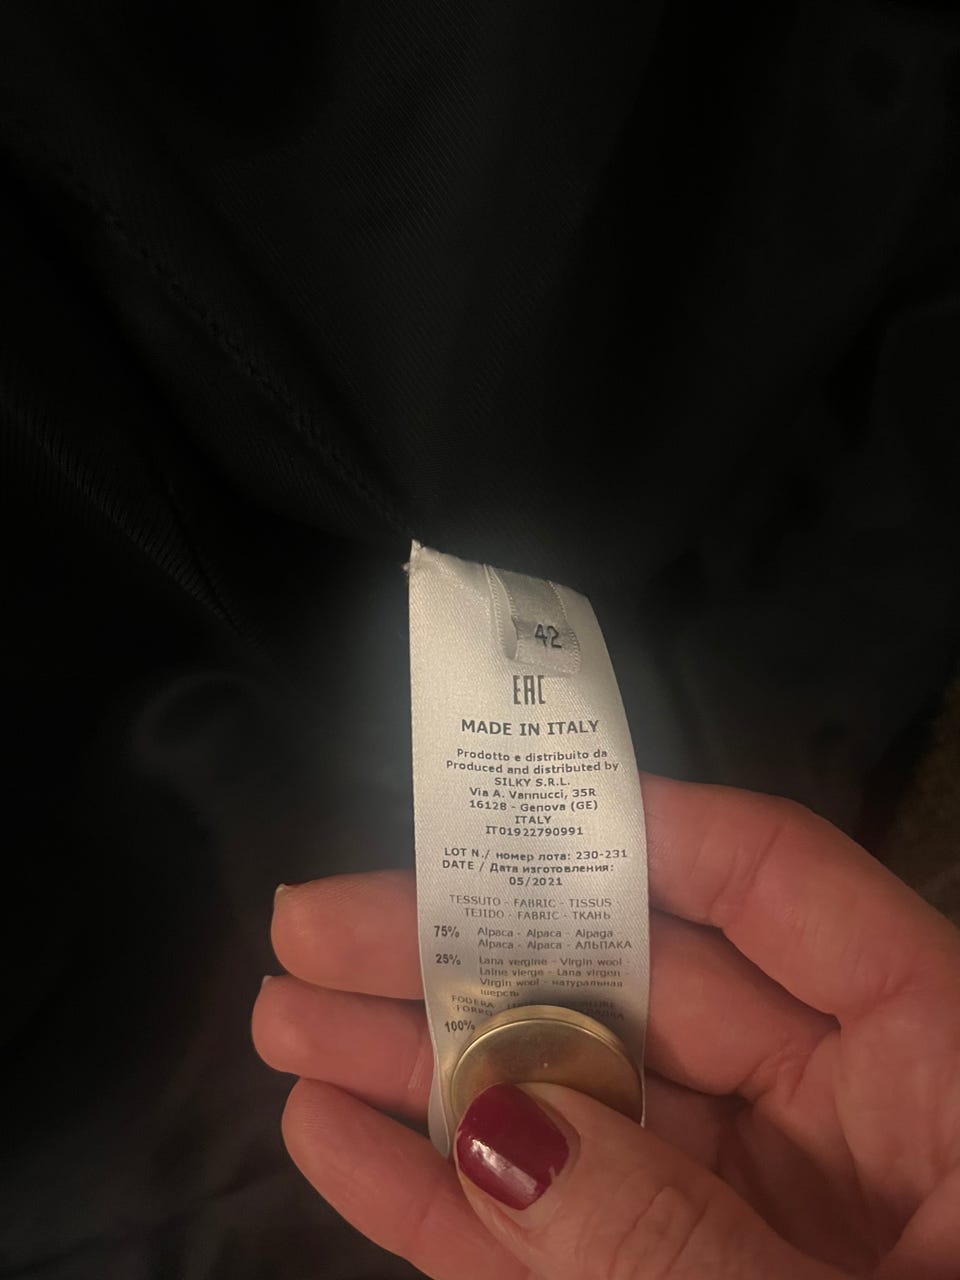 42
EAC
MADE IN ITALY
Prodotto e distribuito da
Produced and distributed by
SILKY S.R.L.
Via A. Vannucci, 35R
16128 - Genova (GE)
ITALY
IT01922790991
LOT N./ номер лота: 230-231
DATE / Дата изготовления:
05/2021
TESSUTO - FABRIC - TISSUS -
TEJIDO - FABRIC - ТКАНЬ
75% Alpaca - Alpaca - Alpaga -
Alpaca - Alpaca - АЛЬПАКА
25% Lana vergine - Virgin wool -
Laine vierge - Lana virgen -
Virgin wool - натуральная
шерсть
FODERA -
FORRO
100%